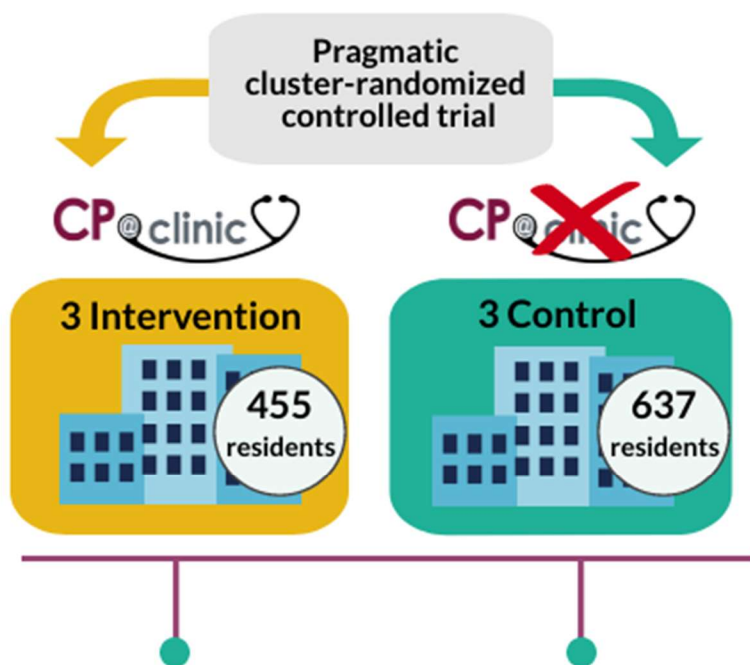 Pragmatic
cluster-randomized
controlled trial
CP@clinic
CP@clinic
3 Intervention
3 Control
455
residents
637
residents